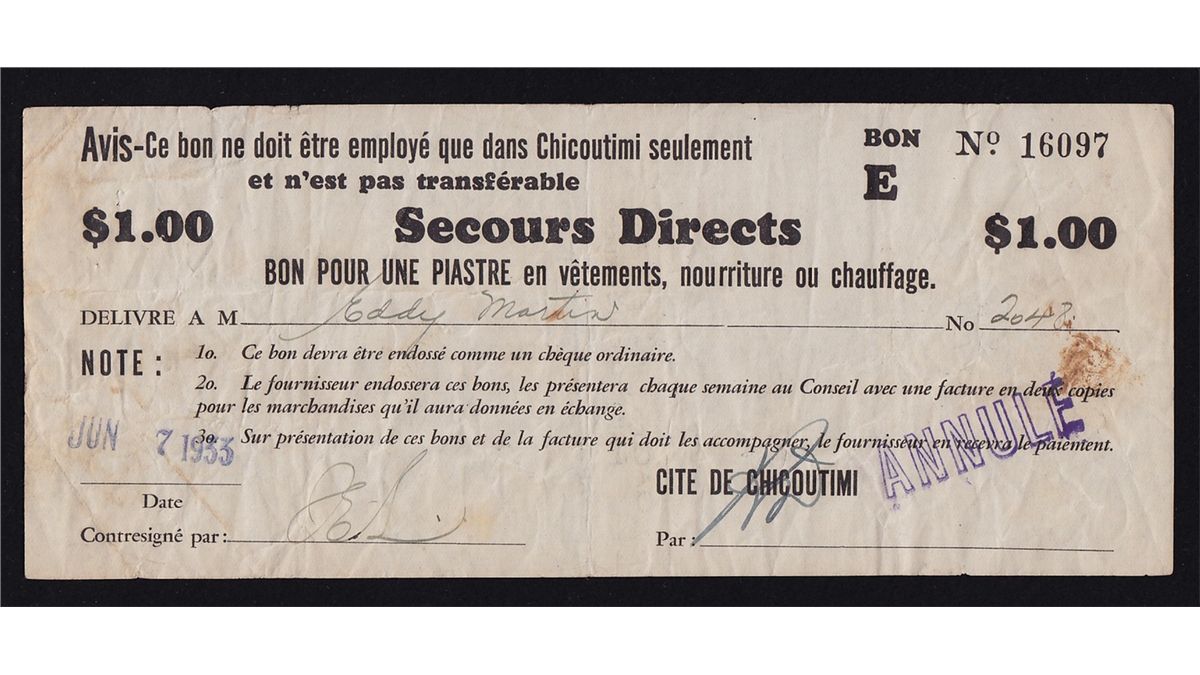 Avis-Ce bon ne doit être employé que dans Chicoutimi seulement
et n'est pas transférable
BON
E
Nº 16097
$1.00 Secours Directs $1.00
BON POUR UNE PIASTRE en vêtements, nourriture ou chauffage.
DELIVRE A M Eddy Martin No 2048
NOTE : 1o. Ce bon devra être endossé comme un chèque ordinaire.
2o. Le fournisseur endossera ces bons, les présentera chaque semaine au Conseil avec une facture en deux copies
pour les marchandises qu'il aura données en échange.
3o. Sur présentation de ces bons et de la facture qui doit les accompagner, le fournisseur en recevra le paiement.
JUN 7 1933
ANNULÉ
CITE DE CHICOUTIMI
Date
Contresigné par :
Par :